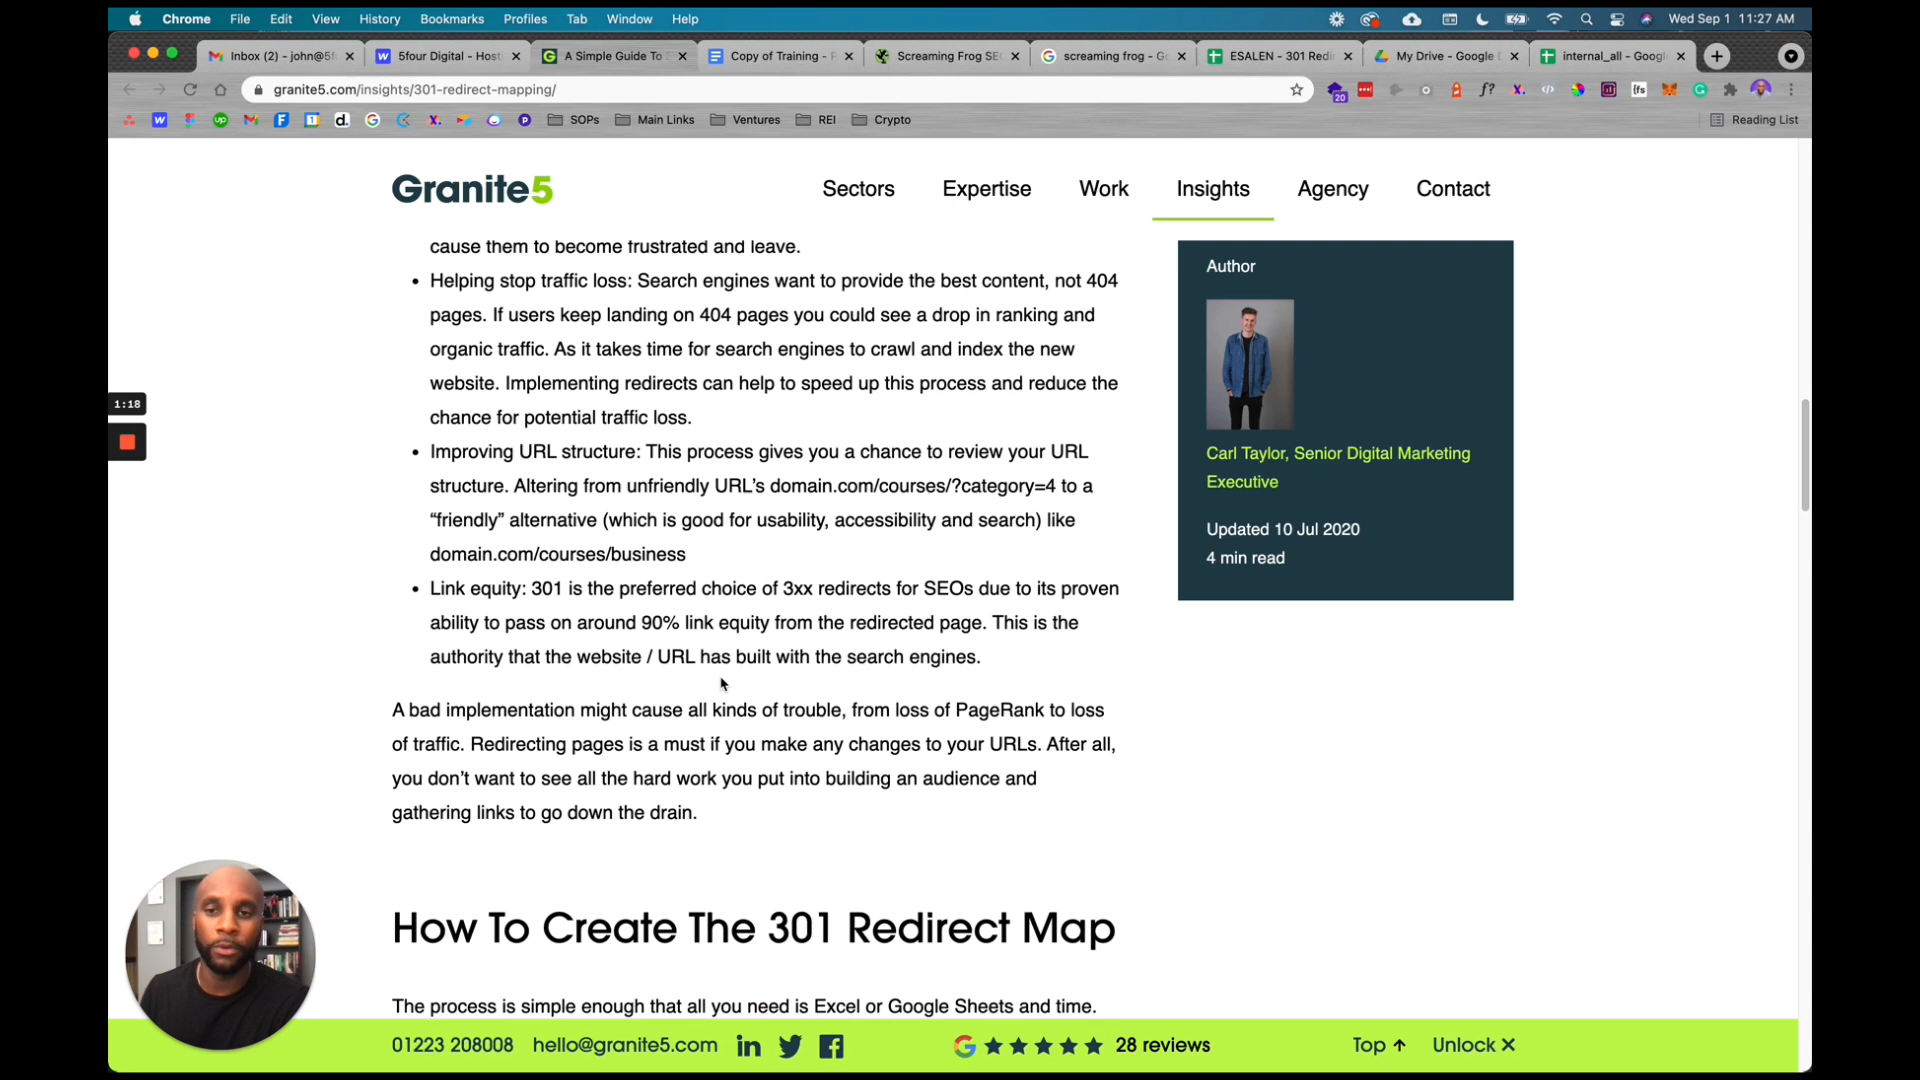 Chrome File Edit View History Bookmarks Profiles Tab Window Help Wed Sep 1 11:27 AM
Inbox (2) - john@5f 5four Digital - Host A Simple Guide To Copy of Training - Screaming Frog SEO screaming frog - Go ESALEN - 301 Redi My Drive - Google internal_all - Googl
granite5.com/insights/301-redirect-mapping/
20
SOPs Main Links Ventures REI Crypto Reading List
Granite5 Sectors Expertise Work Insights Agency Contact
cause them to become frustrated and leave.
• Helping stop traffic loss: Search engines want to provide the best content, not 404
pages. If users keep landing on 404 pages you could see a drop in ranking and
organic traffic. As it takes time for search engines to crawl and index the new
website. Implementing redirects can help to speed up this process and reduce the
chance for potential traffic loss.
• Improving URL structure: This process gives you a chance to review your URL
structure. Altering from unfriendly URL’s domain.com/courses/?category=4 to a
“friendly” alternative (which is good for usability, accessibility and search) like
domain.com/courses/business
• Link equity: 301 is the preferred choice of 3xx redirects for SEOs due to its proven
ability to pass on around 90% link equity from the redirected page. This is the
authority that the website / URL has built with the search engines.
A bad implementation might cause all kinds of trouble, from loss of PageRank to loss
of traffic. Redirecting pages is a must if you make any changes to your URLs. After all,
you don’t want to see all the hard work you put into building an audience and
gathering links to go down the drain.
How To Create The 301 Redirect Map
The process is simple enough that all you need is Excel or Google Sheets and time.
Author
Carl Taylor, Senior Digital Marketing
Executive
Updated 10 Jul 2020
4 min read
1:18
01223 208008 hello@granite5.com 28 reviews Top ↑ Unlock ✕